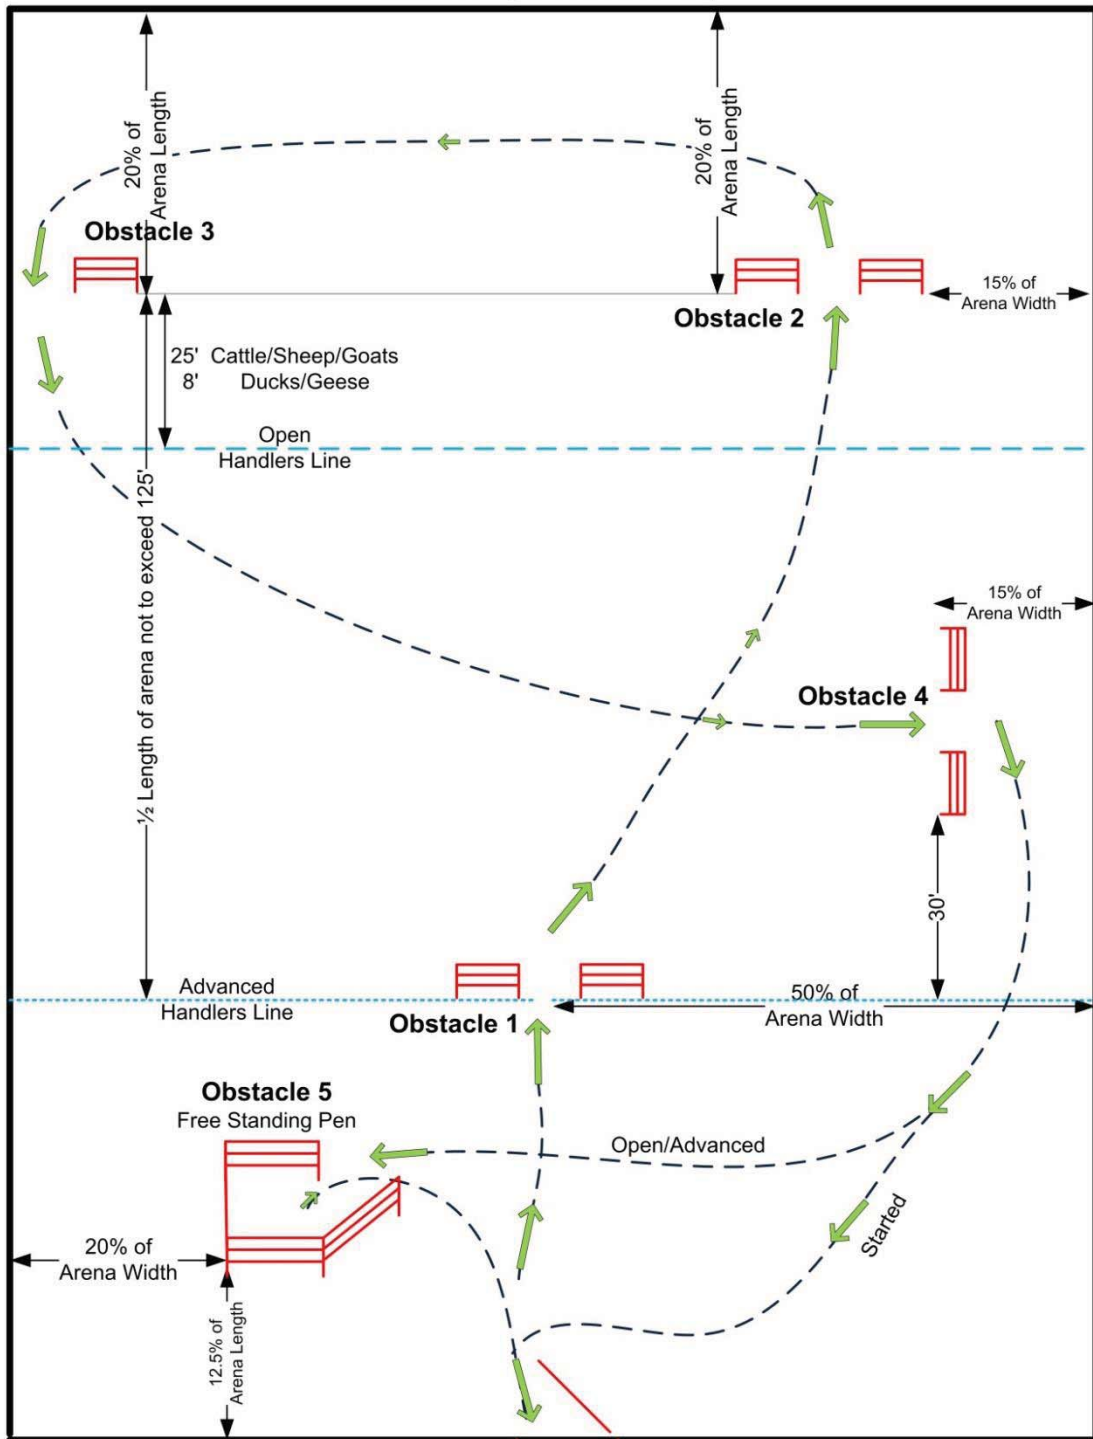 20% of
Arena Length
20% of
Arena Length
Obstacle 3
15% of
Arena Width
Obstacle 2
25' Cattle/Sheep/Goats
8' Ducks/Geese
Open
Handlers Line
½ Length of arena not to exceed 125'
15% of
Arena Width
Obstacle 4
30'
Advanced
Handlers Line
50% of
Arena Width
Obstacle 1
Obstacle 5
Free Standing Pen
Open/Advanced
Started
20% of
Arena Width
12.5% of
Arena Length